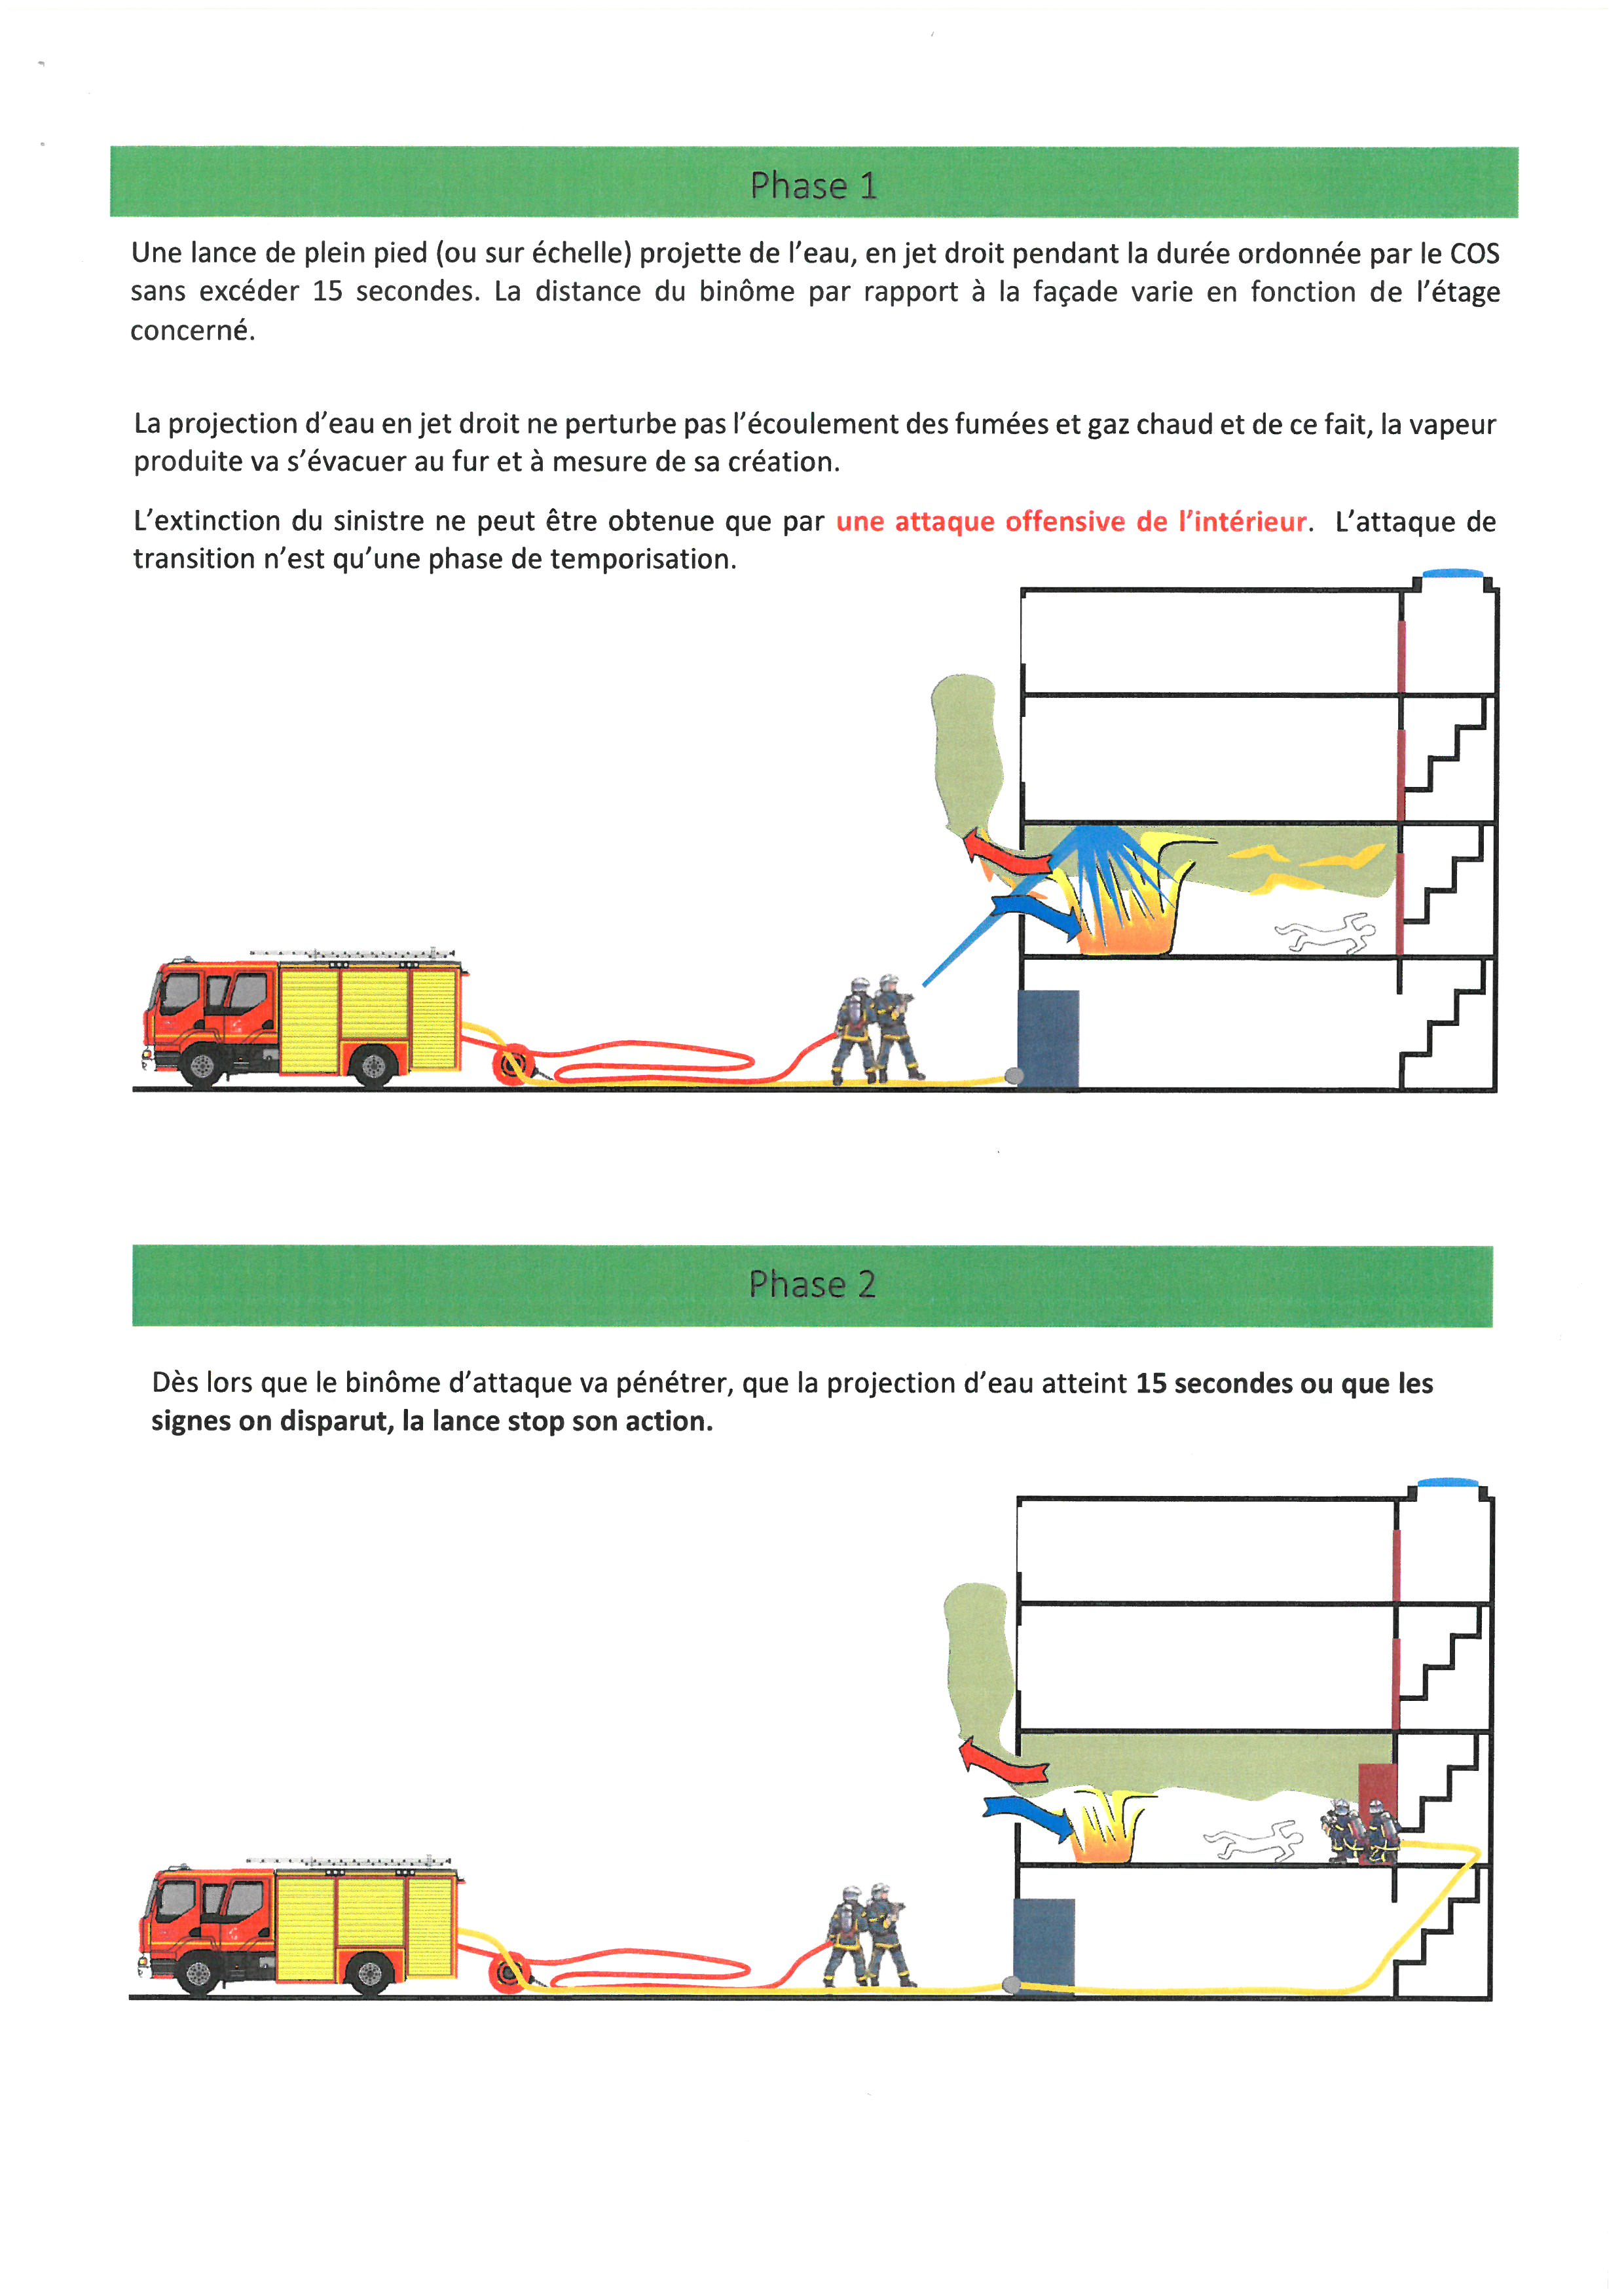 Phase 1
Une lance de plein pied (ou sur échelle) projette de l'eau, en jet droit pendant la durée ordonnée par le COS
sans excéder 15 secondes. La distance du binôme par rapport à la façade varie en fonction de l'étage
concerné.
La projection d'eau en jet droit ne perturbe pas l'écoulement des fumées et gaz chaud et de ce fait, la vapeur
produite va s'évacuer au fur et à mesure de sa création.
L'extinction du sinistre ne peut être obtenue que par une attaque offensive de l'intérieur. L'attaque de
transition n'est qu'une phase de temporisation.
Phase 2
Dès lors que le binôme d'attaque va pénétrer, que la projection d'eau atteint 15 secondes ou que les
signes on disparut, la lance stop son action.